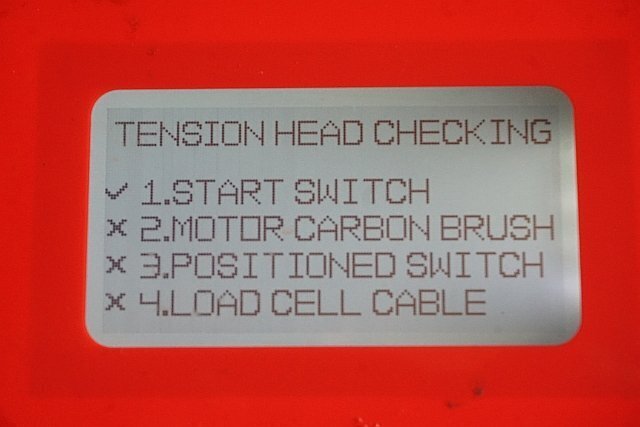 TENSION HEAD CHECKING
✓ 1.START SWITCH
✗ 2.MOTOR CARBON BRUSH
✗ 3.POSITIONED SWITCH
✗ 4.LOAD CELL CABLE